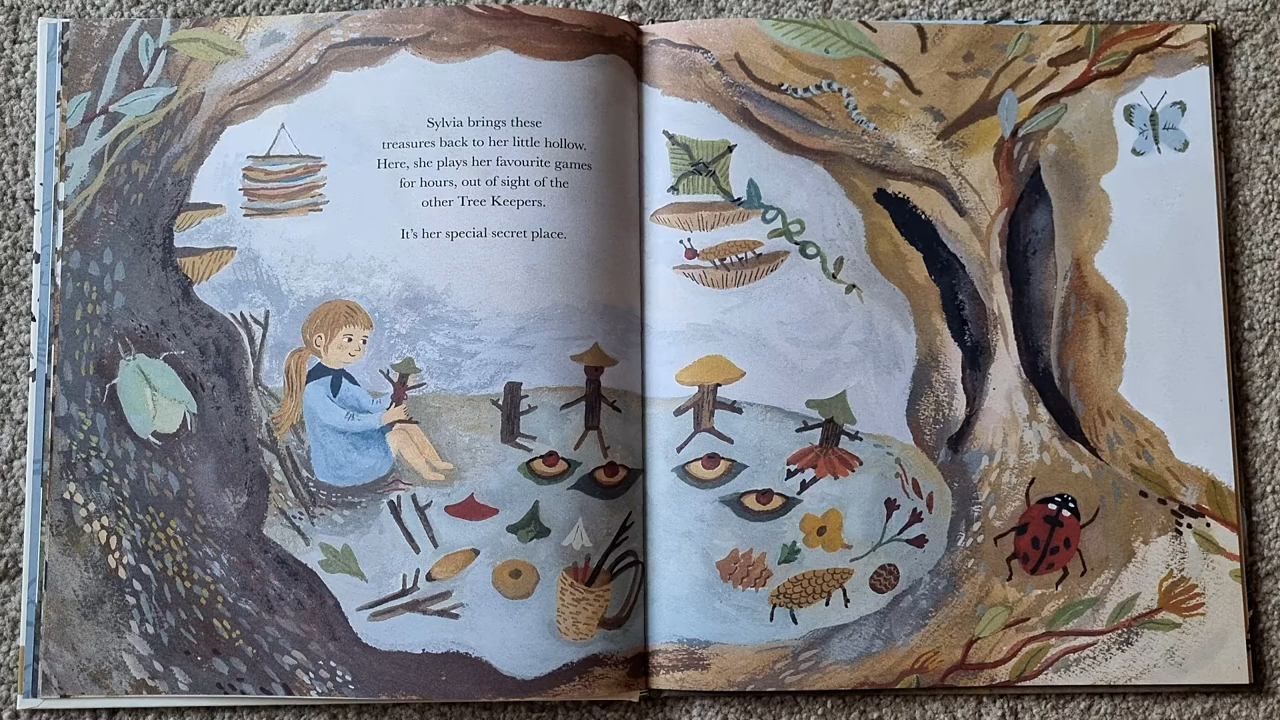 Sylvia brings these
treasures back to her little hollow.
Here, she plays her favourite games
for hours, out of sight of the
other Tree Keepers.
It's her special secret place.